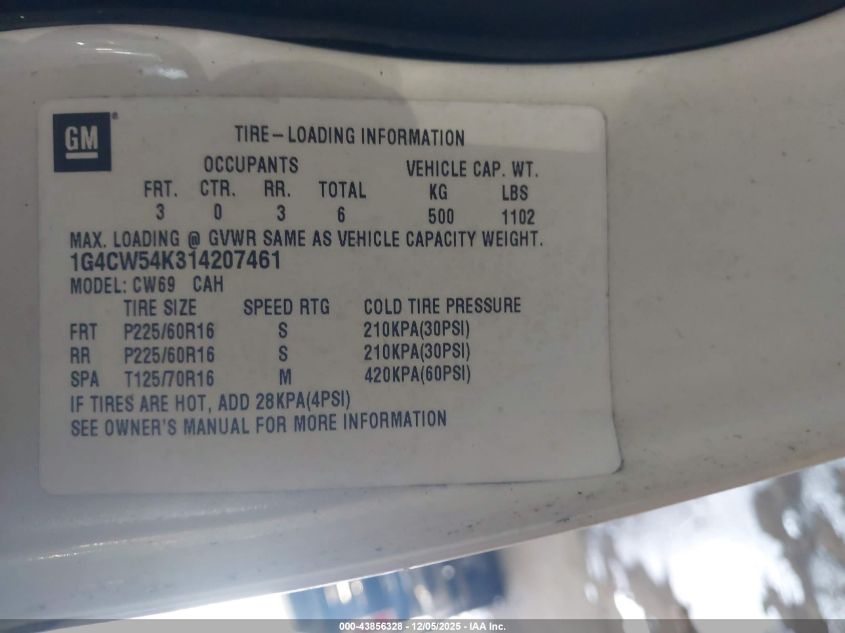 GM
TIRE-LOADING INFORMATION
OCCUPANTS VEHICLE CAP. WT.
FRT. CTR. RR. TOTAL KG LBS
3 0 3 6 500 1102
MAX. LOADING @ GVWR SAME AS VEHICLE CAPACITY WEIGHT.
1G4CW54K314207461
MODEL: CW69 CAH
TIRE SIZE SPEED RTG COLD TIRE PRESSURE
FRT P225/60R16 S 210KPA(30PSI)
RR P225/60R16 S 210KPA(30PSI)
SPA T125/70R16 M 420KPA(60PSI)
IF TIRES ARE HOT, ADD 28KPA(4PSI)
SEE OWNER'S MANUAL FOR MORE INFORMATION
000-43856328 - 12/05/2025 - IAA Inc.